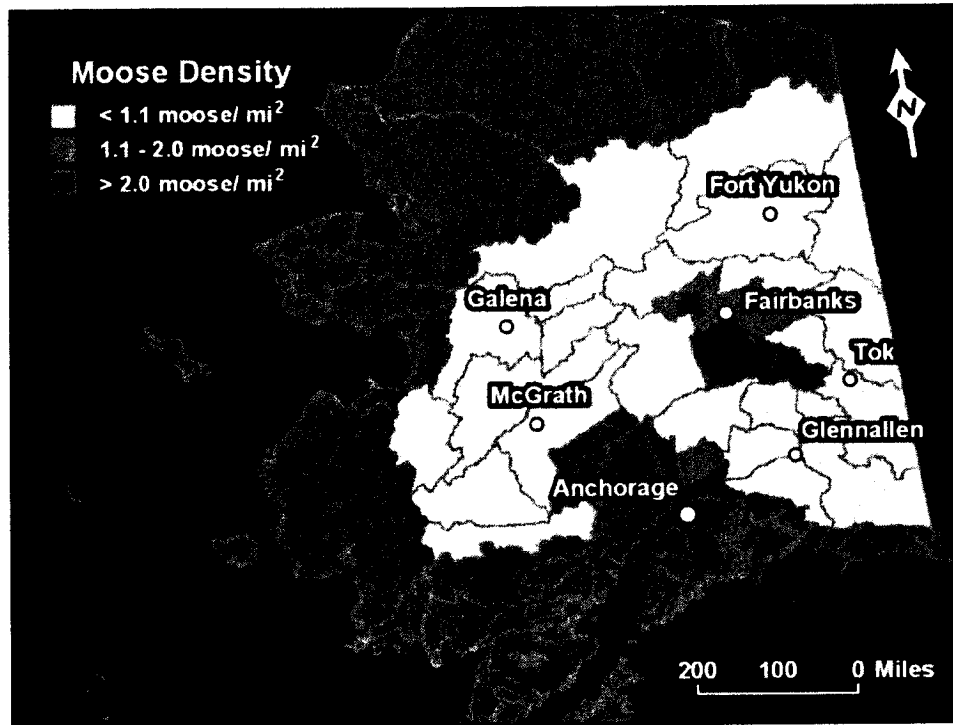 Moose Density
< 1.1 moose/ mi²
1.1 - 2.0 moose/ mi²
> 2.0 moose/ mi²
N
Fort Yukon
Galena
Fairbanks
Tok
McGrath
Glennallen
Anchorage
200 100 0 Miles